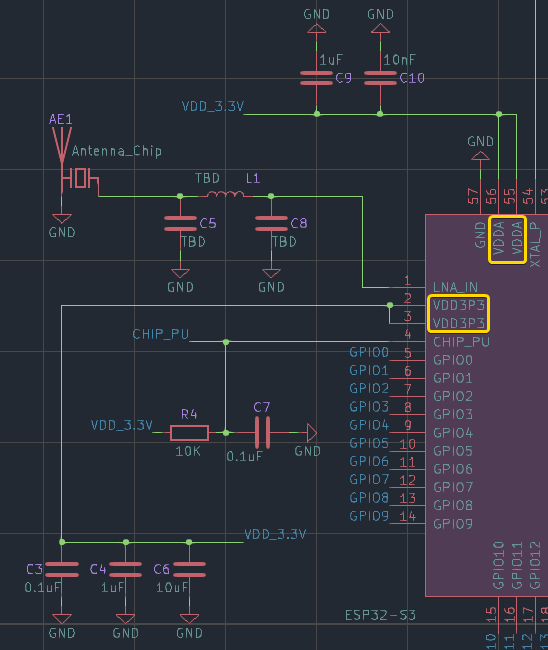 GND GND
1uF 10nF
C9 C10
VDD_3.3V
AE1
Antenna_Chip
GND
TBD L1
57 56 55 54 53
C5 C8
TBD TBD
GND
GND GND
GND VDDA VDDA XTAL_P
1 LNA_IN
2 VDD3P3
3 VDD3P3
CHIP_PU 4 CHIP_PU
GPIO0 5 GPIO0
GPIO1 6 GPIO1
GPIO2 7 GPIO2
GPIO3 8 GPIO3
GPIO4 9 GPIO4
GPIO5 10 GPIO5
GPIO6 11 GPIO6
GPIO7 12 GPIO7
GPIO8 13 GPIO8
GPIO9 14 GPIO9
R4 C7
VDD_3.3V
10K 0.1uF GND
VDD_3.3V
C3 C4 C6
0.1uF 1uF 10uF
GND GND GND
GPIO10 GPIO11 GPIO12
ESP32-S3
15 16 17 18
10 11 12 13